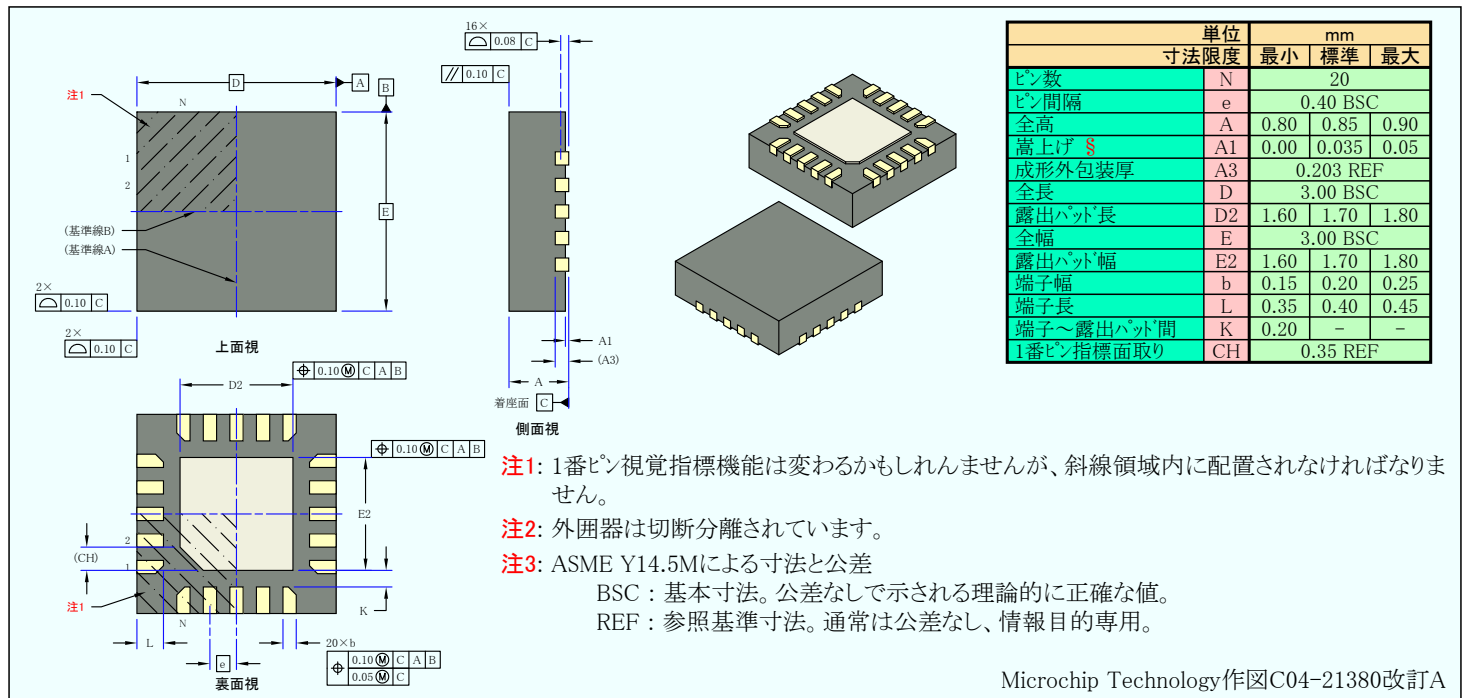 16×
0.08 C
0.10 C
D
A
B
注1
N
1
2
E
(基準線B)
(基準線A)
2×
0.10 C
2×
0.10 C
上面視
A1
(A3)
A
着座面 C
側面視
単位 mm
寸法限度 最小 標準 最大
ピン数 N 20
ピン間隔 e 0.40 BSC
全高 A 0.80 0.85 0.90
嵩上げ § A1 0.00 0.035 0.05
成形外包装厚 A3 0.203 REF
全長 D 3.00 BSC
露出パッド長 D2 1.60 1.70 1.80
全幅 E 3.00 BSC
露出パッド幅 E2 1.60 1.70 1.80
端子幅 b 0.15 0.20 0.25
端子長 L 0.35 0.40 0.45
端子～露出パッド間 K 0.20 - -
1番ピン指標面取り CH 0.35 REF
D2
0.10Ⓜ C A B
0.10Ⓜ C A B
E2
2
(CH)
1
注1
N
K
L
e
20×b
0.10Ⓜ C A B
0.05Ⓜ C
裏面視
注1: 1番ピン視覚指標機能は変わるかもしれんませんが、斜線領域内に配置されなければなりま
せん。
注2: 外囲器は切断分離されています。
注3: ASME Y14.5Mによる寸法と公差
BSC : 基本寸法。公差なしで示される理論的に正確な値。
REF : 参照基準寸法。通常は公差なし、情報目的専用。
Microchip Technology作図C04-21380改訂A